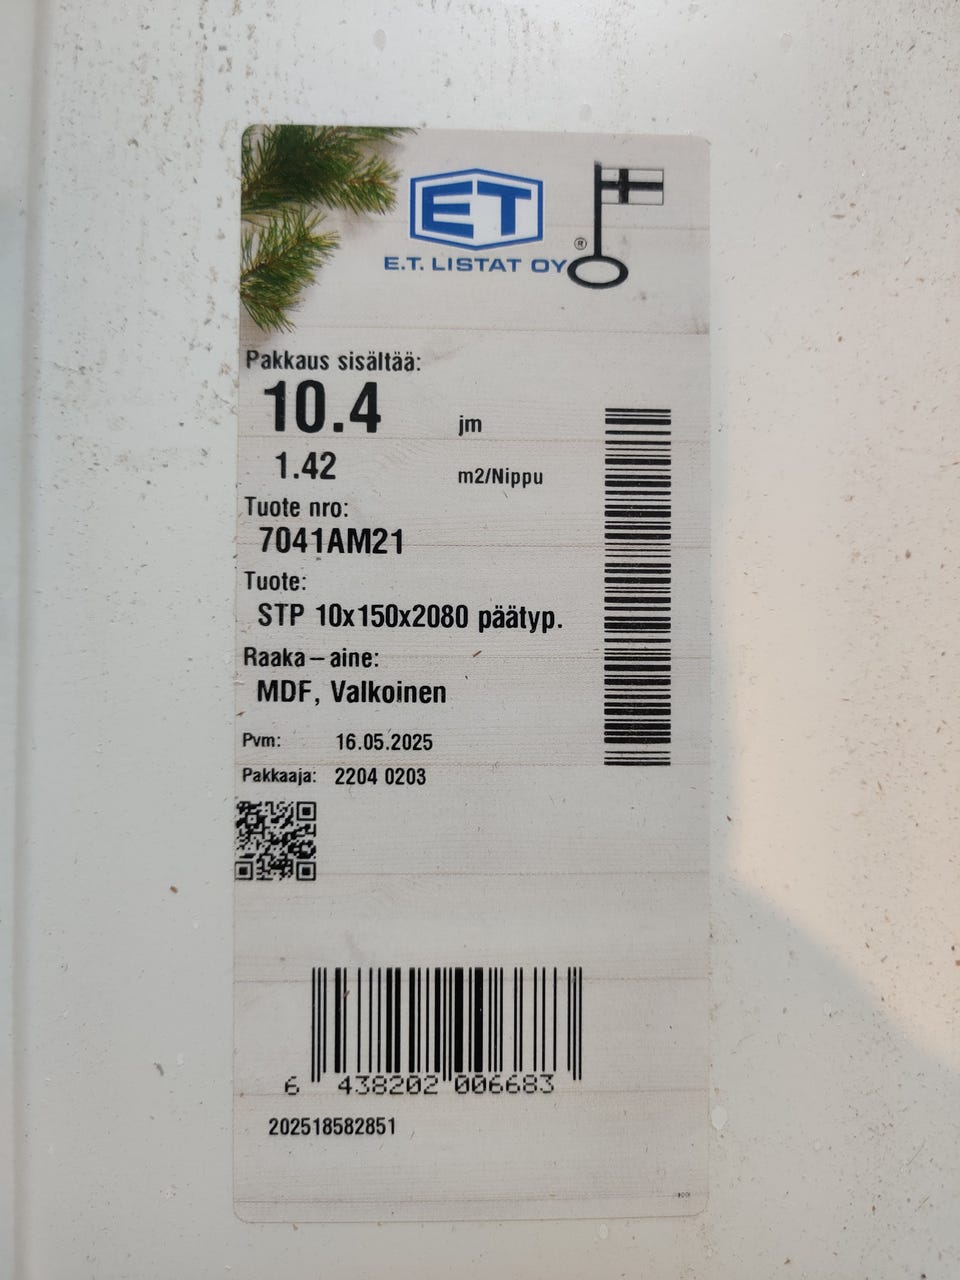 ET
®
E.T. LISTAT OY
Pakkaus sisältää:
10.4 jm
1.42 m2/Nippu
Tuote nro:
7041AM21
Tuote:
STP 10x150x2080 päätyp.
Raaka-aine:
MDF, Valkoinen
Pvm: 16.05.2025
Pakkaaja: 2204 0203
6 438202 006683
202518582851